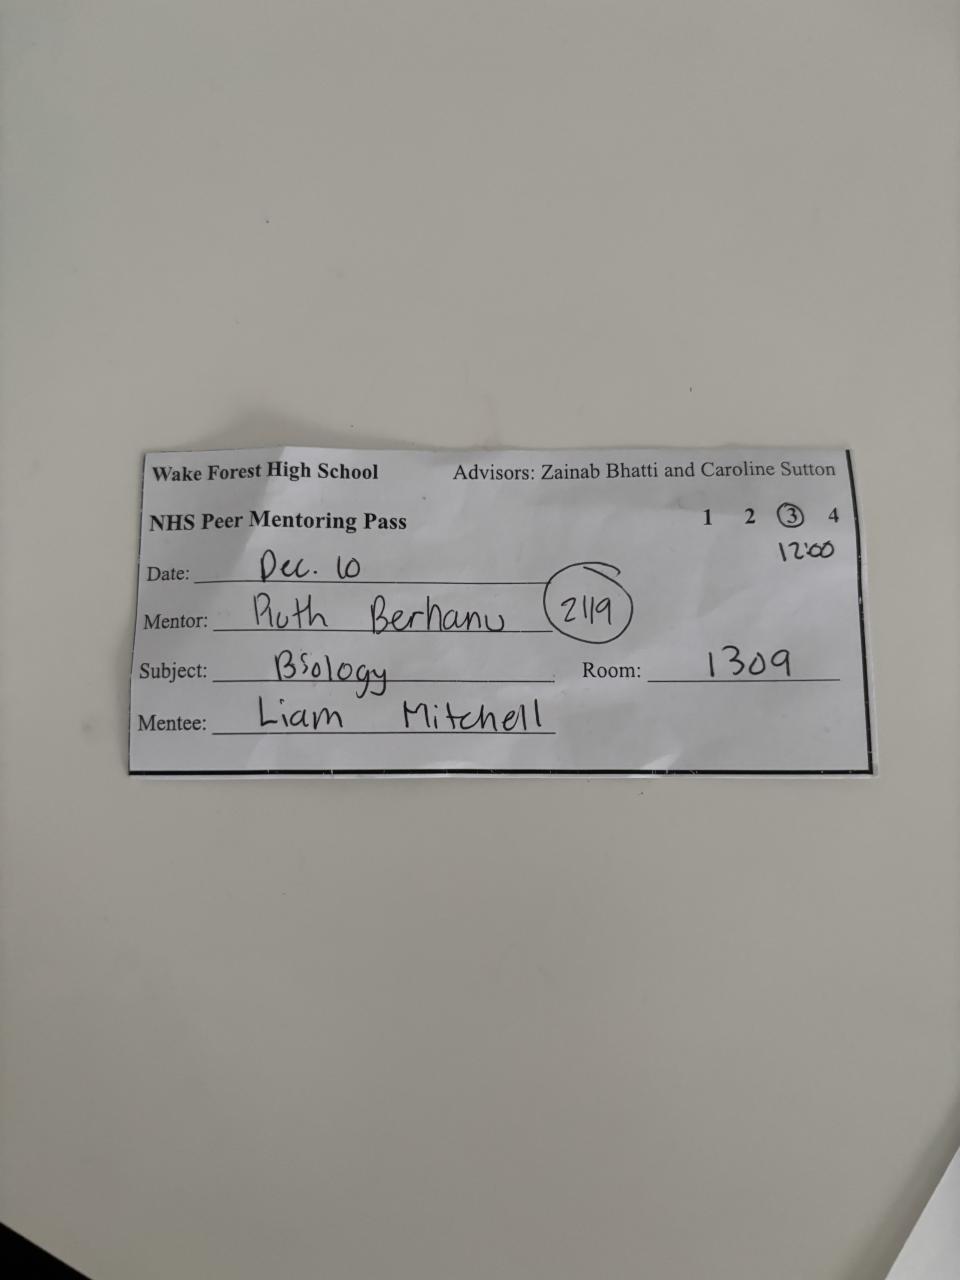 Wake Forest High School Advisors: Zainab Bhatti and Caroline Sutton
NHS Peer Mentoring Pass 1 2 3 4
12:00
Date: Dec. 10
Mentor: Ruth Berhanu 2119
Subject: Biology Room: 1309
Mentee: Liam Mitchell